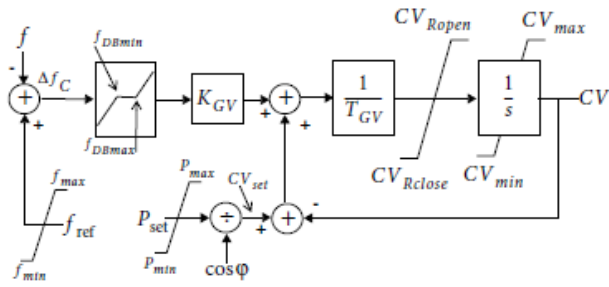 f
-
+
Δf_C
f_DBmin
f_DBmax
K_GV
+
+
1
T_GV
CV_Ropen
CV_Rclose
1
s
CV_max
CV_min
CV
f_max
f_min
f_ref
P_set
P_max
P_min
÷
cosφ
CV_set
+
+
-